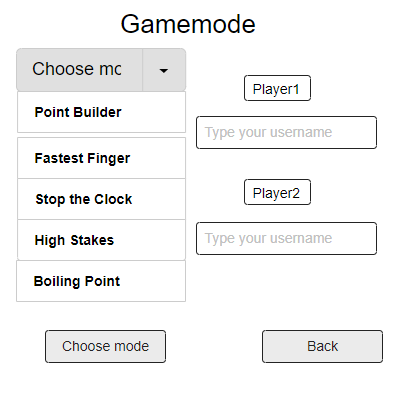 Gamemode
Choose mo
Point Builder
Fastest Finger
Stop the Clock
High Stakes
Boiling Point
Player1
Type your username
Player2
Type your username
Choose mode
Back